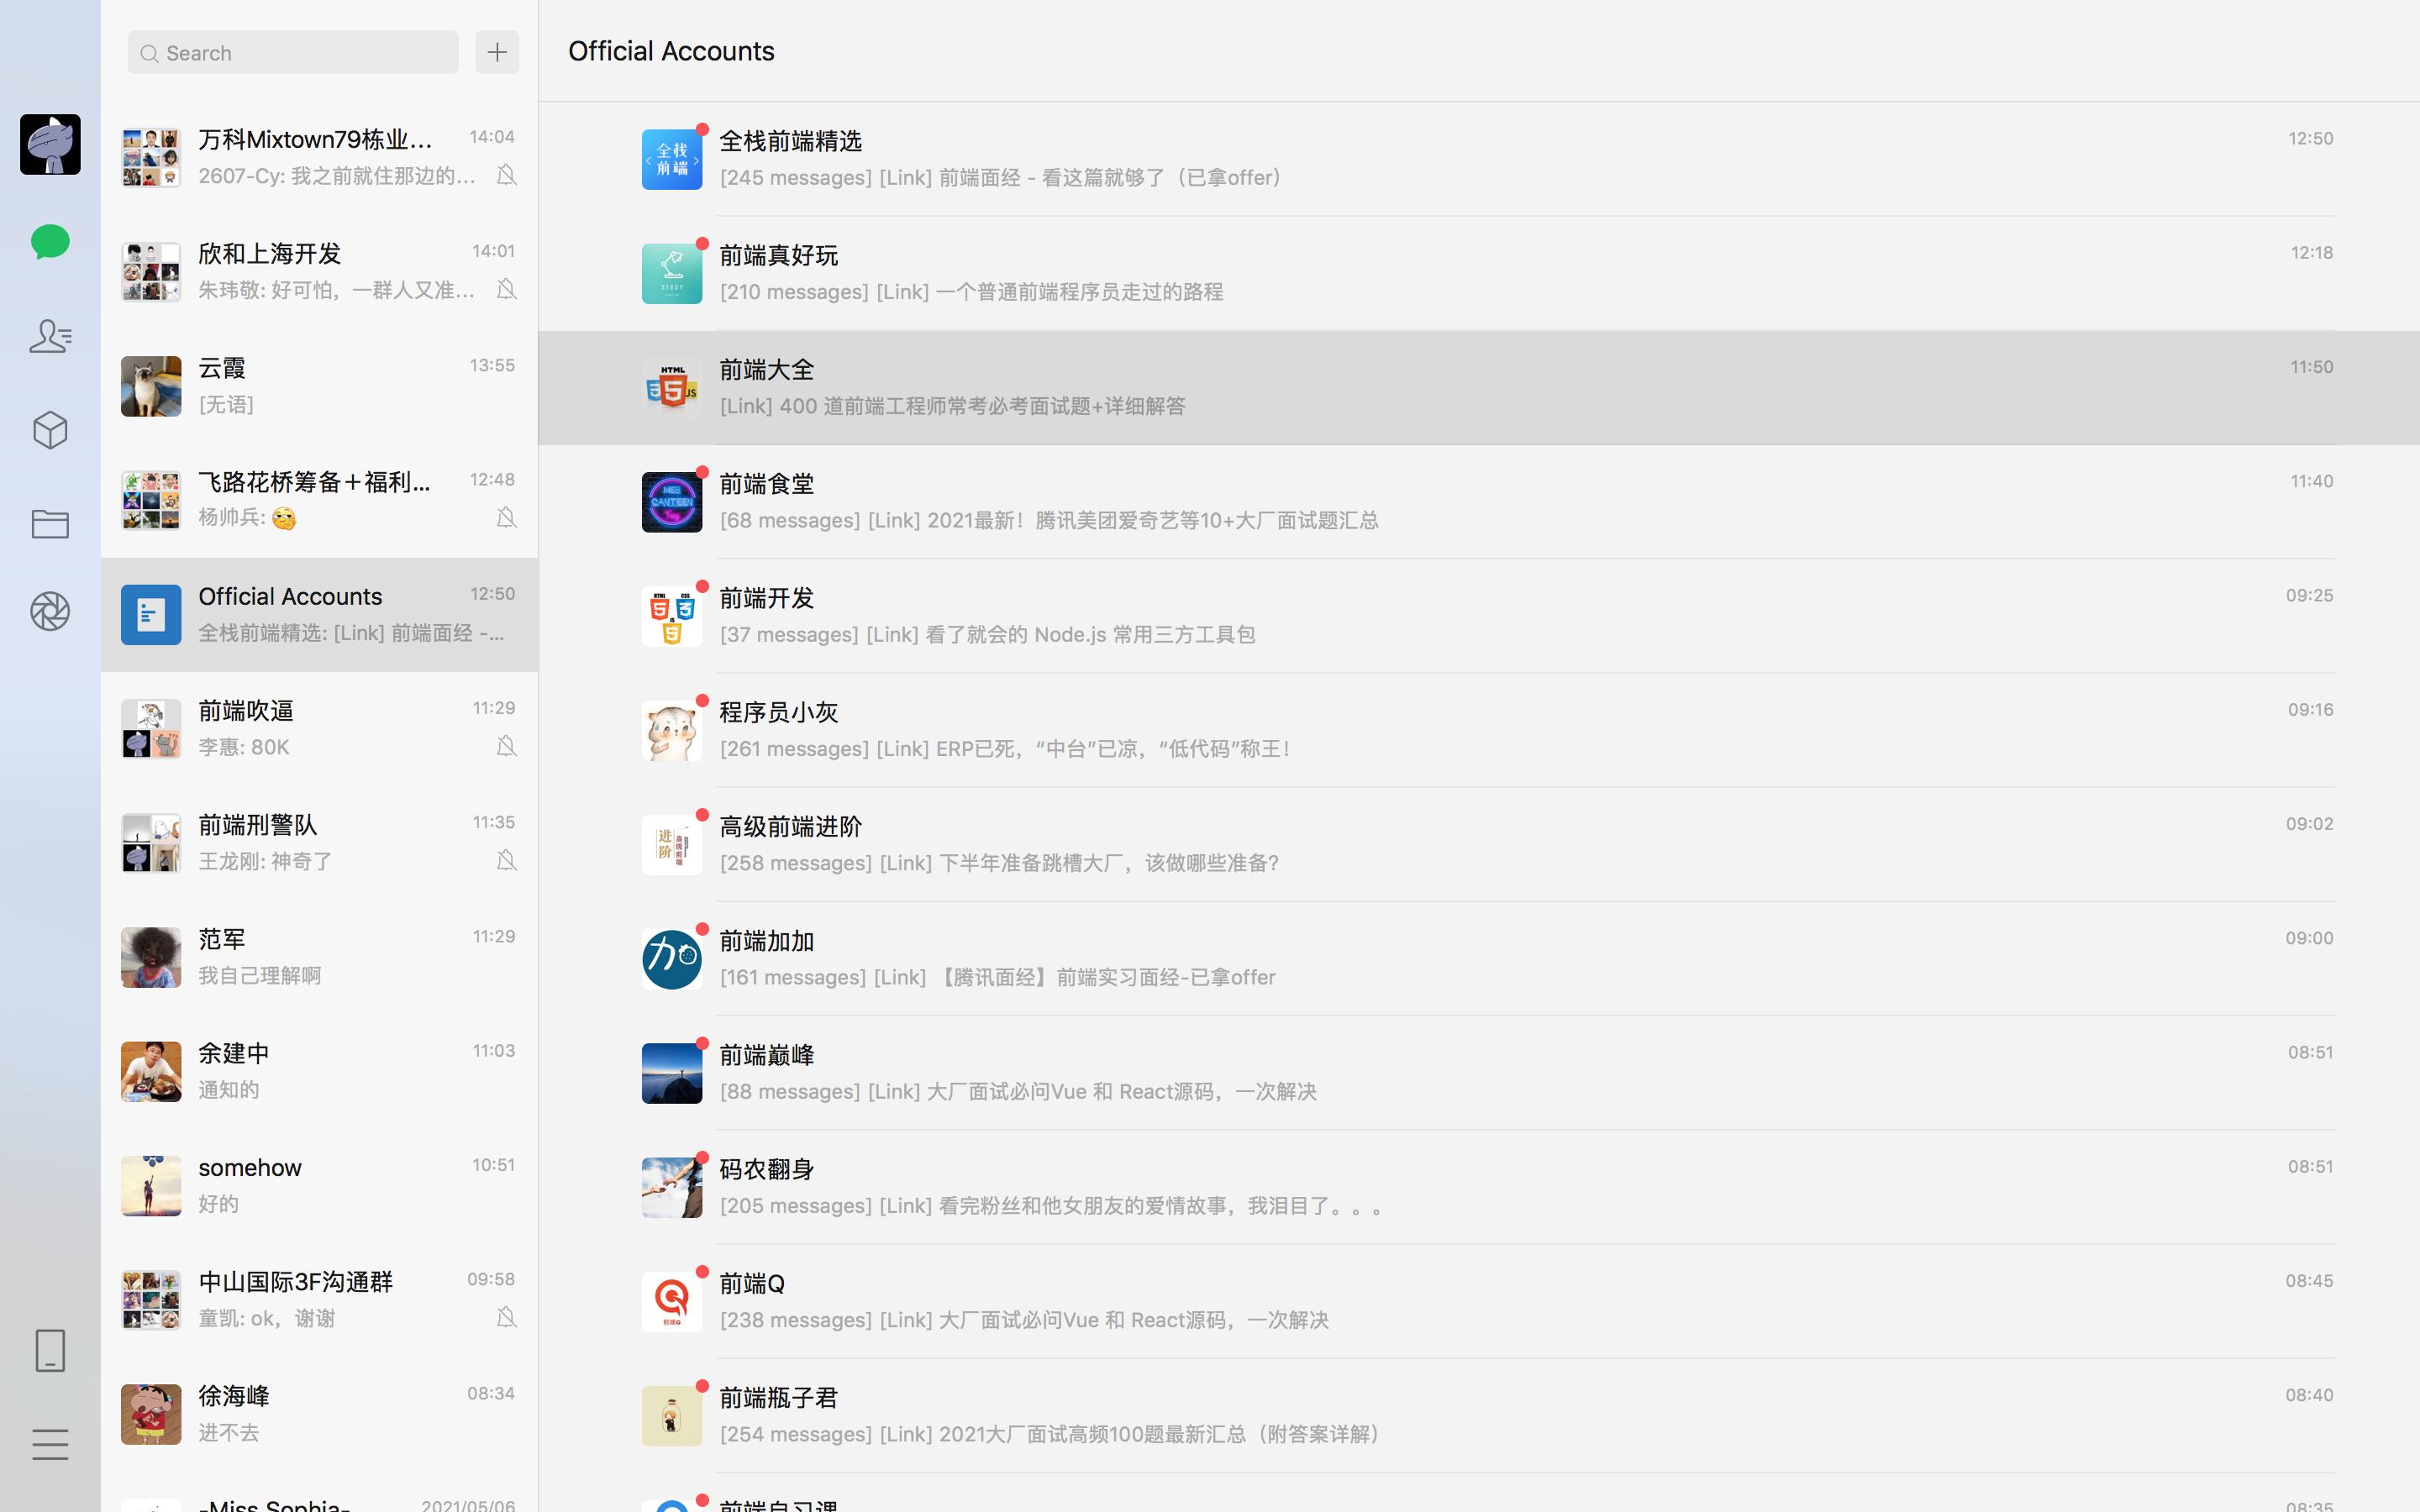 Search
万科Mixtown79栋业... 14:04
2607-Cy: 我之前就住那边的...
欣和上海开发 14:01
朱玮敬: 好可怕，一群人又准...
云霞 13:55
[无语]
飞路花桥筹备＋福利... 12:48
杨帅兵:
Official Accounts 12:50
全栈前端精选: [Link] 前端面经 -...
前端吹逼 11:29
李惠: 80K
前端刑警队 11:35
王龙刚: 神奇了
范军 11:29
我自己理解啊
余建中 11:03
通知的
somehow 10:51
好的
中山国际3F沟通群 09:58
童凯: ok，谢谢
徐海峰 08:34
进不去
-Miss Sophia- 2021/05/06
Official Accounts
全栈前端
全栈前端精选 12:50
[245 messages] [Link] 前端面经 - 看这篇就够了（已拿offer）
STUDY
前端真好玩 12:18
[210 messages] [Link] 一个普通前端程序员走过的路程
HTML
5 JS
前端大全 11:50
[Link] 400 道前端工程师常考必考面试题+详细解答
WEB CANTEEN
前端食堂 11:40
[68 messages] [Link] 2021最新！腾讯美团爱奇艺等10+大厂面试题汇总
HTML CSS
JS
前端开发 09:25
[37 messages] [Link] 看了就会的 Node.js 常用三方工具包
程序员小灰 09:16
[261 messages] [Link] ERP已死，“中台”已凉，“低代码”称王！
进阶 高级前端
高级前端进阶 09:02
[258 messages] [Link] 下半年准备跳槽大厂，该做哪些准备?
加
前端加加 09:00
[161 messages] [Link] 【腾讯面经】前端实习面经-已拿offer
前端巅峰 08:51
[88 messages] [Link] 大厂面试必问Vue 和 React源码，一次解决
码农翻身 08:51
[205 messages] [Link] 看完粉丝和他女朋友的爱情故事，我泪目了。。。
前端Q
前端Q 08:45
[238 messages] [Link] 大厂面试必问Vue 和 React源码，一次解决
前端瓶子君 08:40
[254 messages] [Link] 2021大厂面试高频100题最新汇总（附答案详解）
前端自习课 08:35